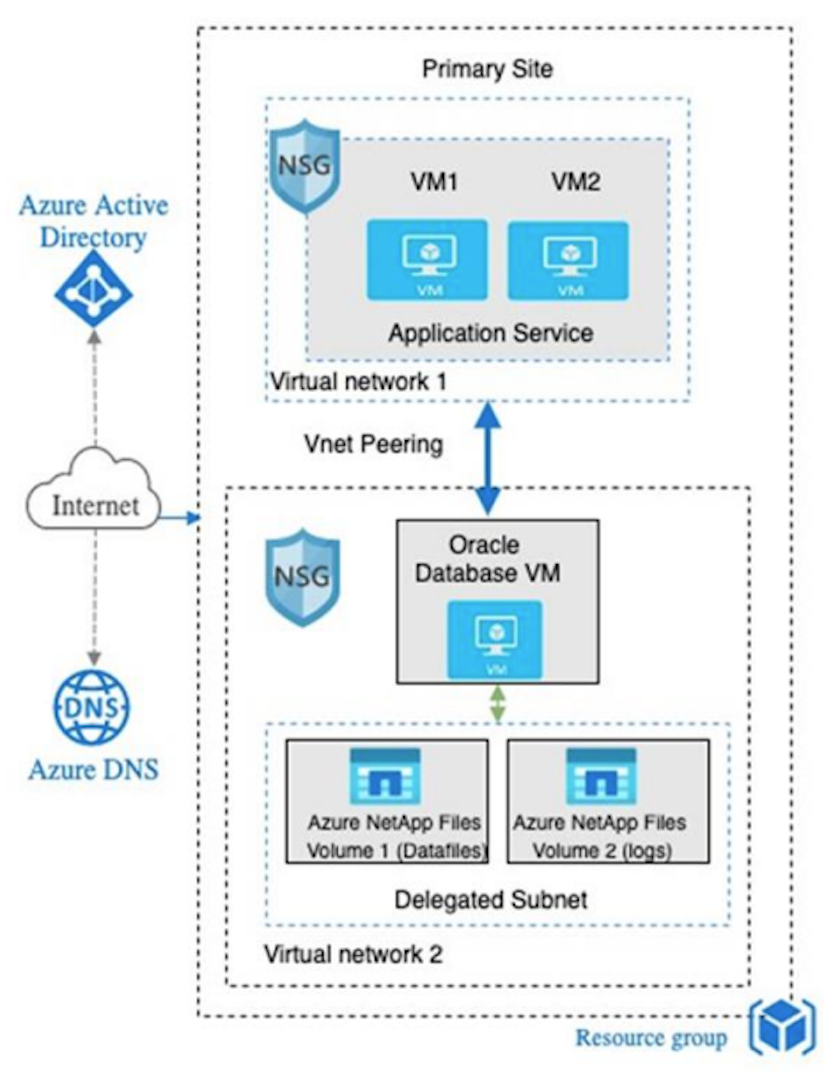 Primary Site
NSG
VM1
VM2
VM
VM
Application Service
Virtual network 1
Azure Active
Directory
Internet
Azure DNS
DNS
Vnet Peering
NSG
Oracle
Database VM
VM
Azure NetApp Files
Volume 1 (Datafiles)
Azure NetApp Files
Volume 2 (logs)
Delegated Subnet
Virtual network 2
Resource group